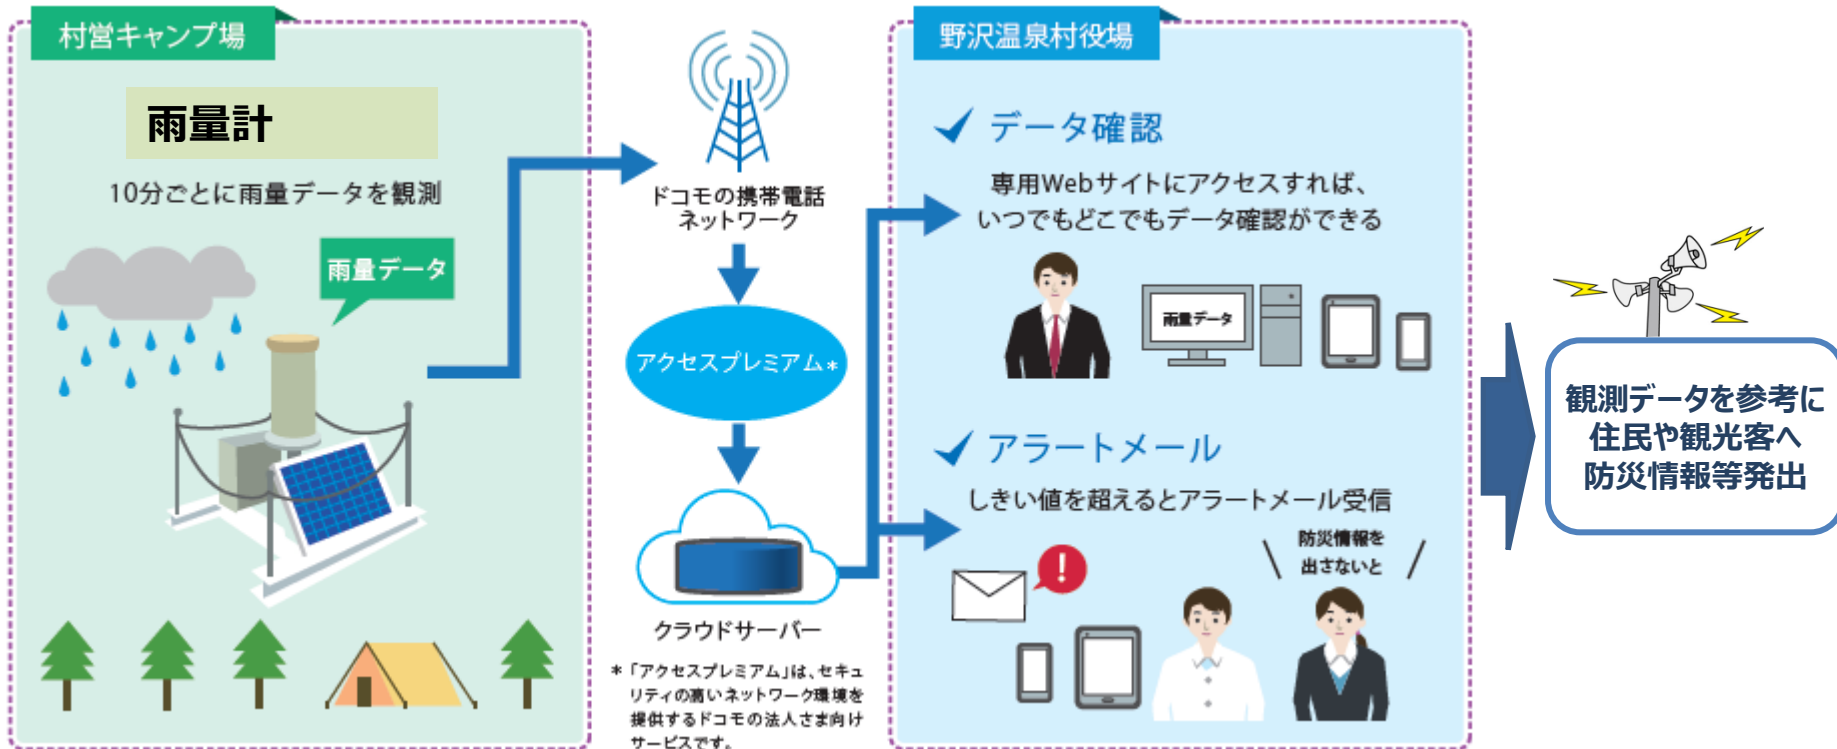 村営キャンプ場
雨量計
10分ごとに雨量データを観測
雨量データ
ドコモの携帯電話
ネットワーク
アクセスプレミアム*
クラウドサーバー
*「アクセスプレミアム」は、セキュ
リティの高いネットワーク環境を
提供するドコモの法人さま向け
サービスです。
野沢温泉村役場
データ確認
専用Webサイトにアクセスすれば、
いつでもどこでもデータ確認ができる
雨量データ
アラートメール
しきい値を超えるとアラートメール受信
防災情報を
出さないと
!
観測データを参考に
住民や観光客へ
防災情報等発出